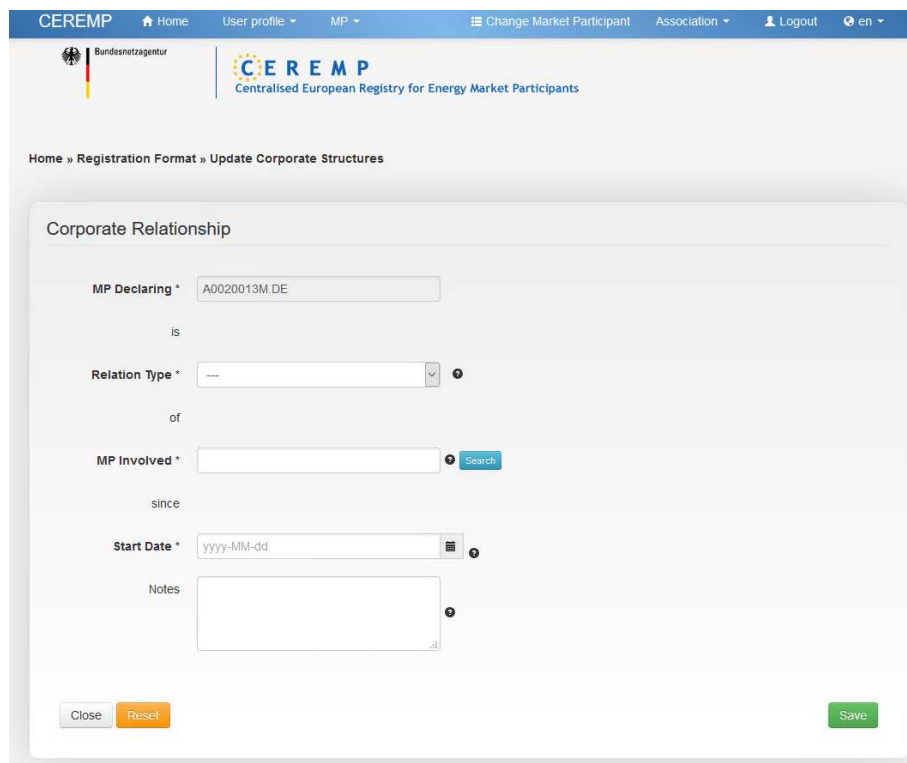 CEREMP Home User profile MP Change Market Participant Association Logout en
Bundesnetzagentur
CEREMP
Centralised European Registry for Energy Market Participants
Home » Registration Format » Update Corporate Structures
Corporate Relationship
MP Declaring * A0020013M.DE
is
Relation Type * ---
of
MP Involved * Search
since
Start Date * yyyy-MM-dd
Notes
Close Reset Save